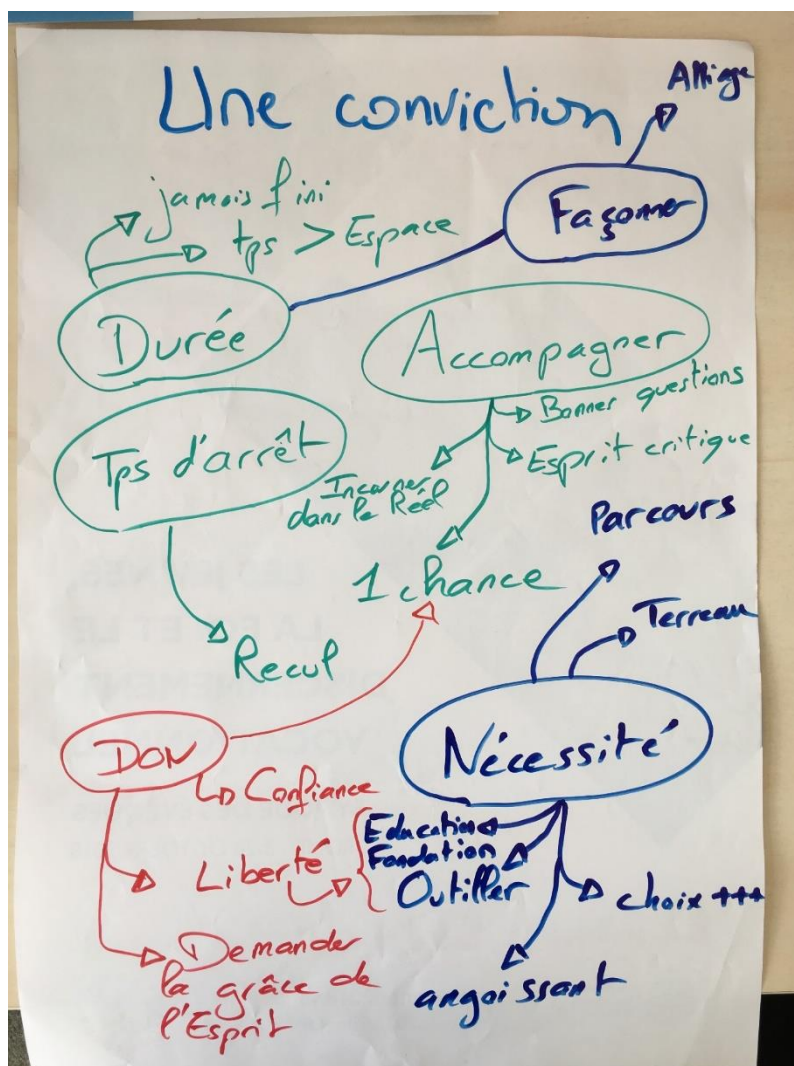 Une conviction
Alliage
Façonner
jamais fini
tps > Espace
Durée
Accompagner
Bonnes questions
Esprit critique
Incarner
dans le Réel
1 chance
Tps d'arrêt
Recul
Parcours
Terreau
Nécessité
DON
Confiance
Liberté
Education
Fondation
Outiller
choix +++
angoissant
Demander
la grâce de
l'Esprit